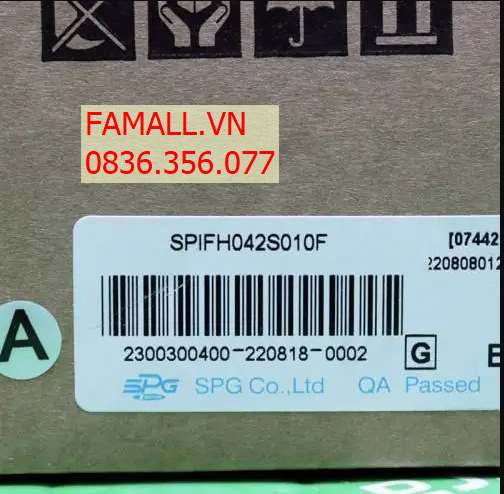 FAMALL.VN
0836.356.077
SPIFH042S010F
[07442
220808012
A
2300300400-220818-0002
G
E
SPG SPG Co.,Ltd QA Passed